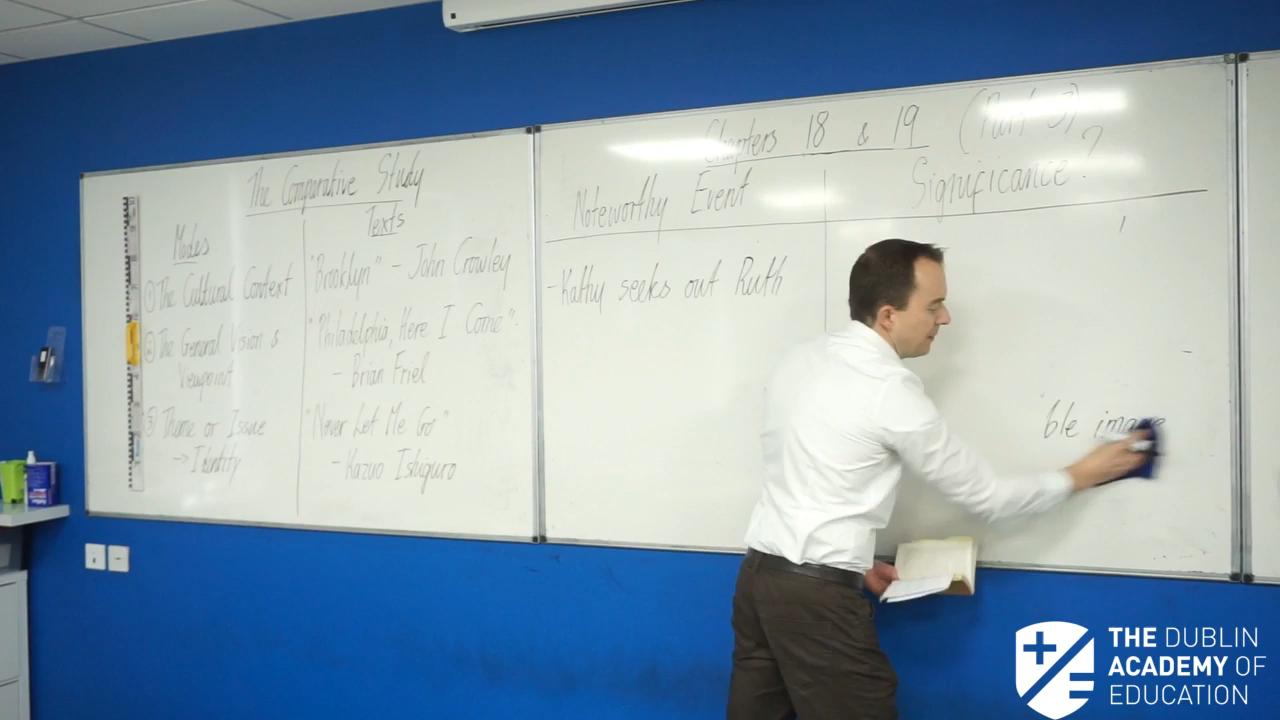 The Comparative Study
Modes
① The Cultural Context
② The General Vision &
Viewpoint
③ Theme or Issue
→ Identity
Texts
"Brooklyn" - John Crowley
"Philadelphia, Here I Come".
- Brian Friel
"Never Let Me Go"
- Kazuo Ishiguro
Chapters 18 & 19 (Part 3)
Noteworthy Event
Significance?
- Kathy seeks out Ruth
ble image
THE DUBLIN
ACADEMY OF
EDUCATION